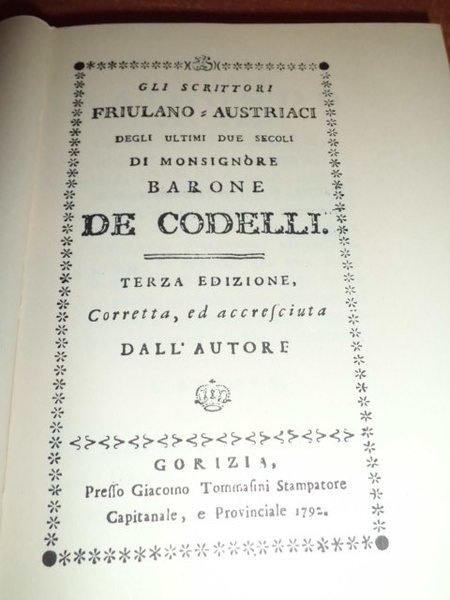 GLI SCRITTORI
FRIULANO = AUSTRIACI
DEGLI ULTIMI DUE SECOLI
DI MONSIGNÒRE
BARONE
DE CODELLI.
TERZA EDIZIONE,
Corretta, ed accreſciuta
DALL' AUTORE
GORIZIA,
Preſſo Giacomo Tommaſini Stampatore
Capitanale, e Provinciale 1792.